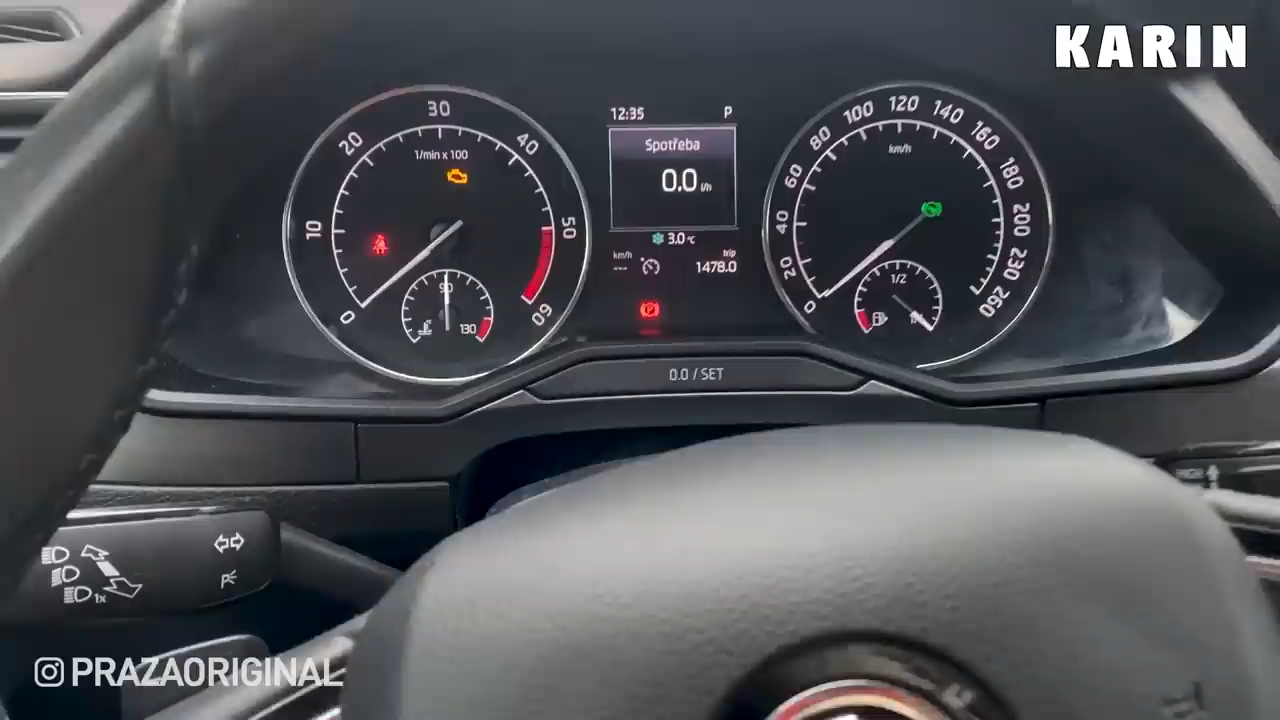 KARIN
12:35 P
Spotřeba
0.0 l/h
3.0 °C
km/h
---
trip
1478.0
0.0 / SET
0 10 20 30 40 50 60
1/min x 100
90
130
0 20 40 60 80 100 120 140 160 180 200 230 260
km/h
1/2
1x
PRAZAORIGINAL